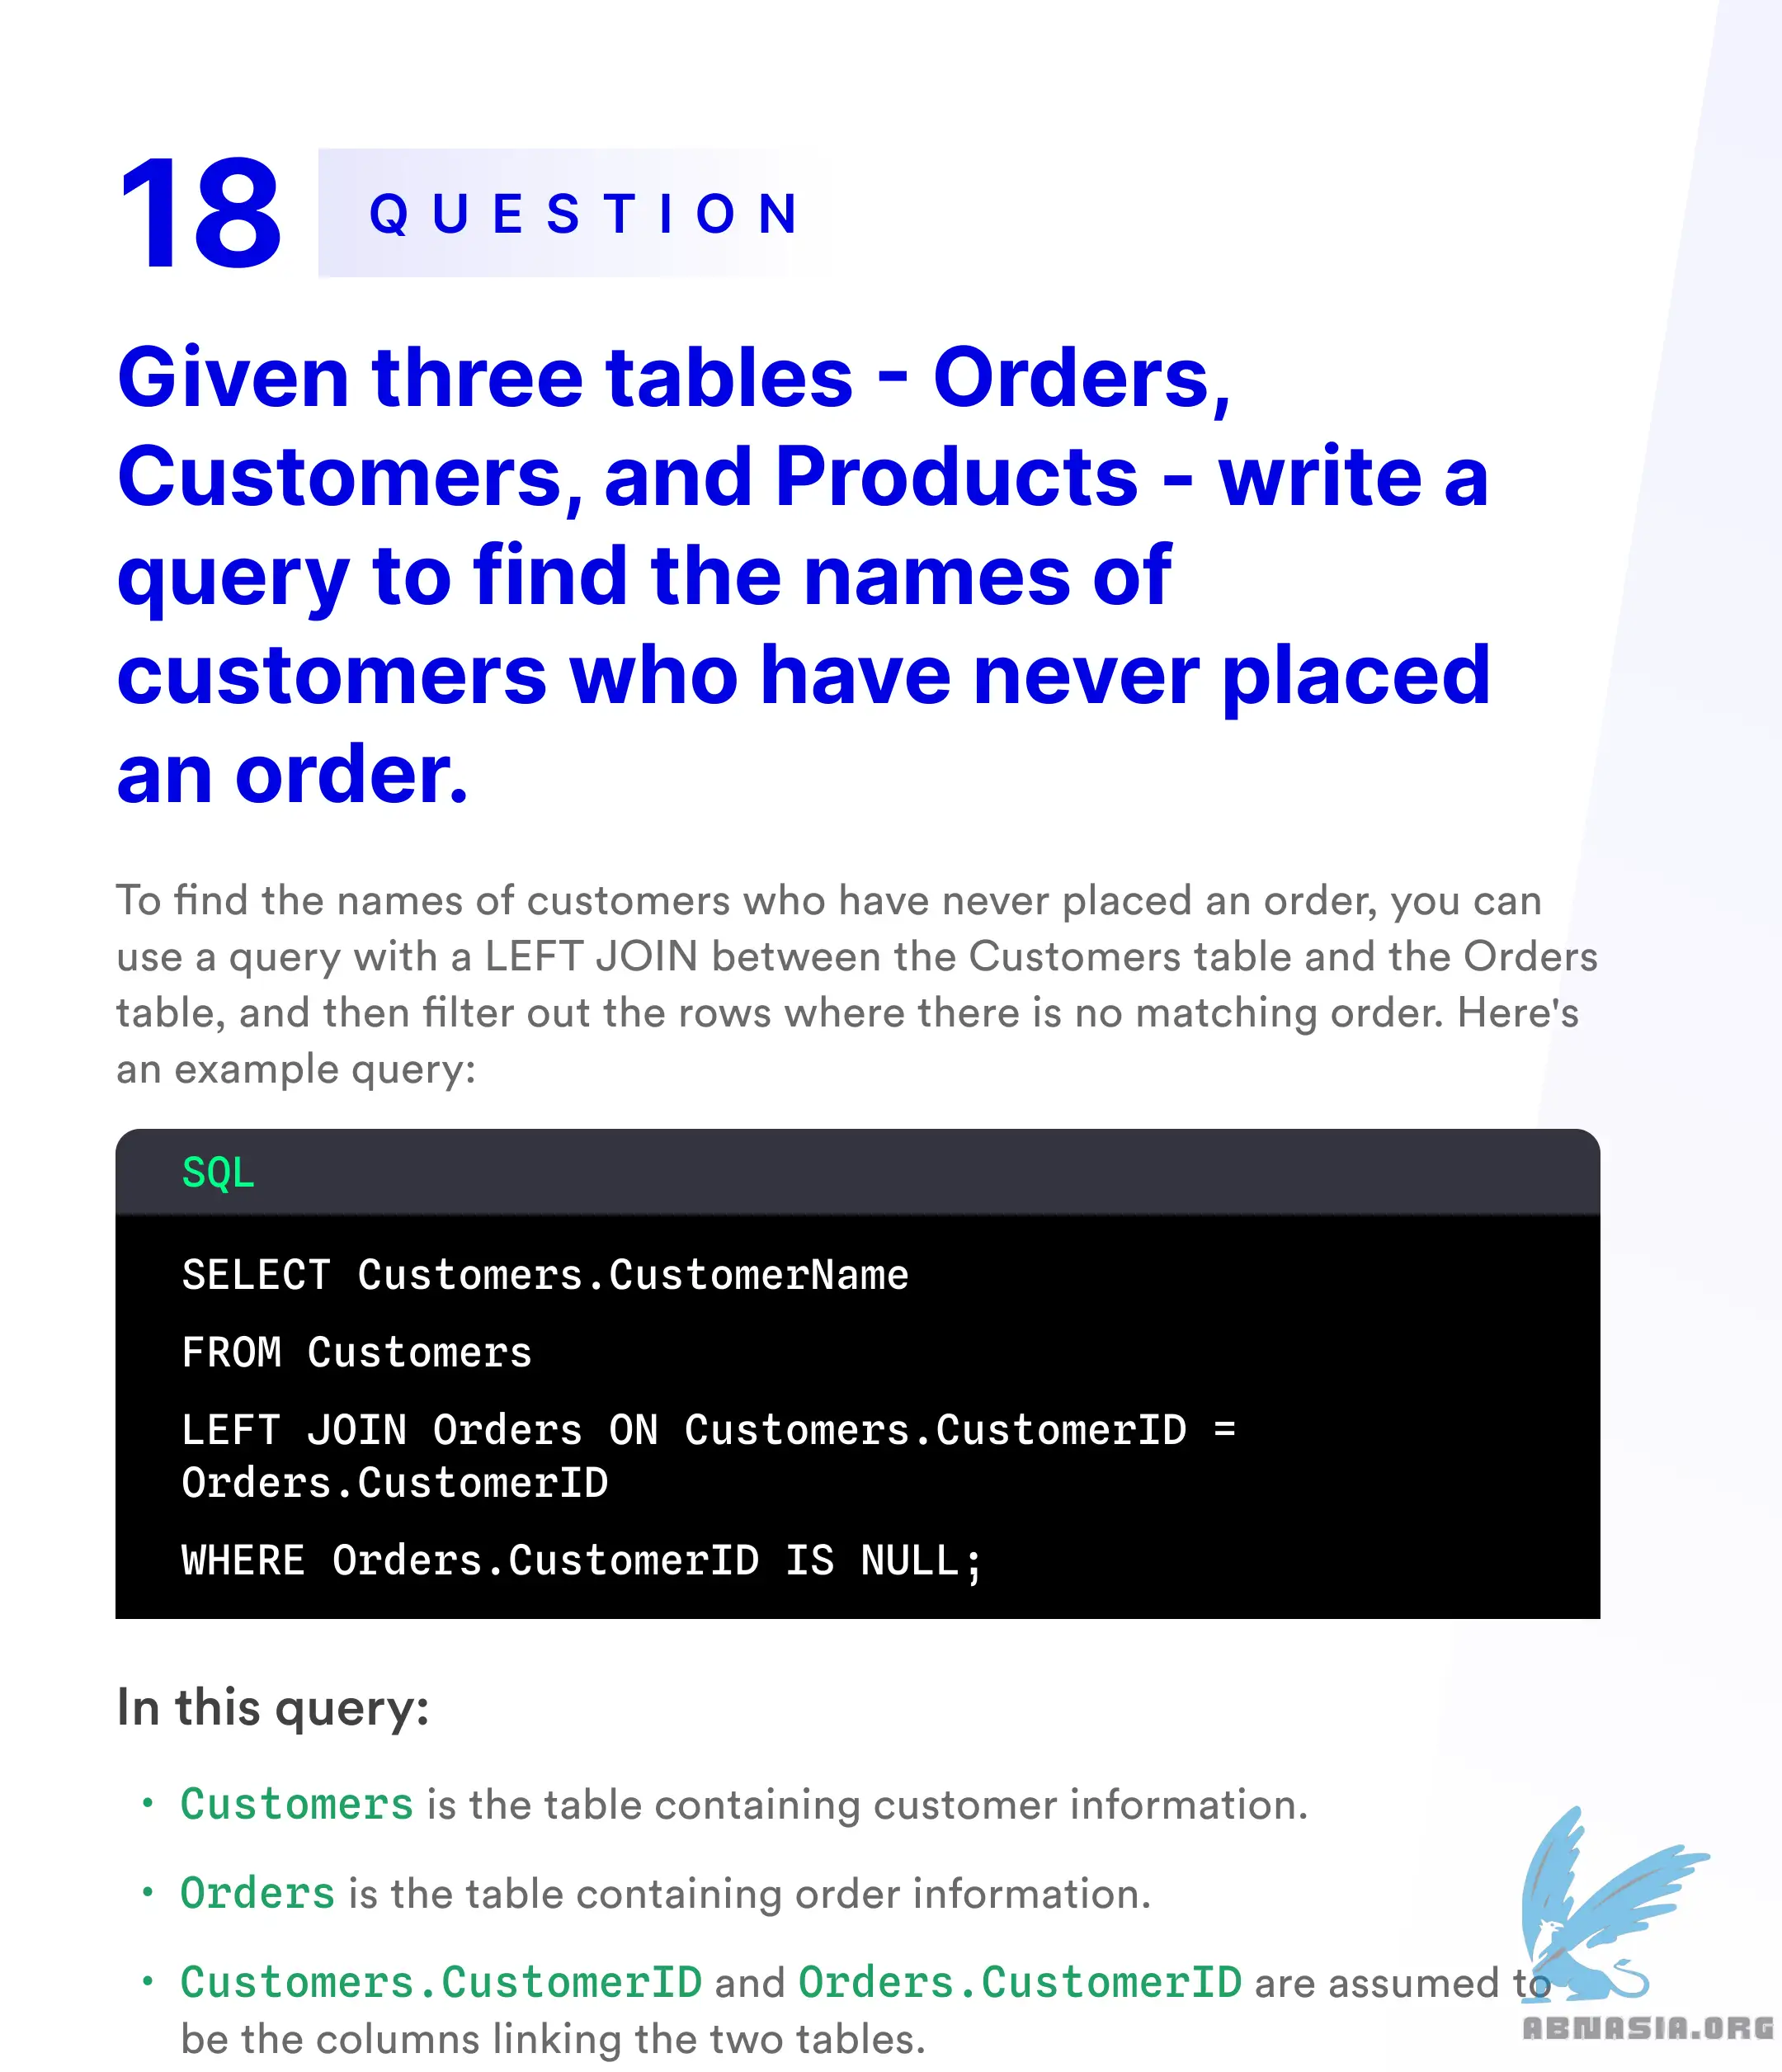 18 QUESTION
Given three tables - Orders,
Customers, and Products - write a
query to find the names of
customers who have never placed
an order.
To find the names of customers who have never placed an order, you can
use a query with a LEFT JOIN between the Customers table and the Orders
table, and then filter out the rows where there is no matching order. Here's
an example query:
SQL
SELECT Customers.CustomerName
FROM Customers
LEFT JOIN Orders ON Customers.CustomerID =
Orders.CustomerID
WHERE Orders.CustomerID IS NULL;
In this query:
• Customers is the table containing customer information.
• Orders is the table containing order information.
• Customers.CustomerID and Orders.CustomerID are assumed to
be the columns linking the two tables.
ABNASIA.ORG